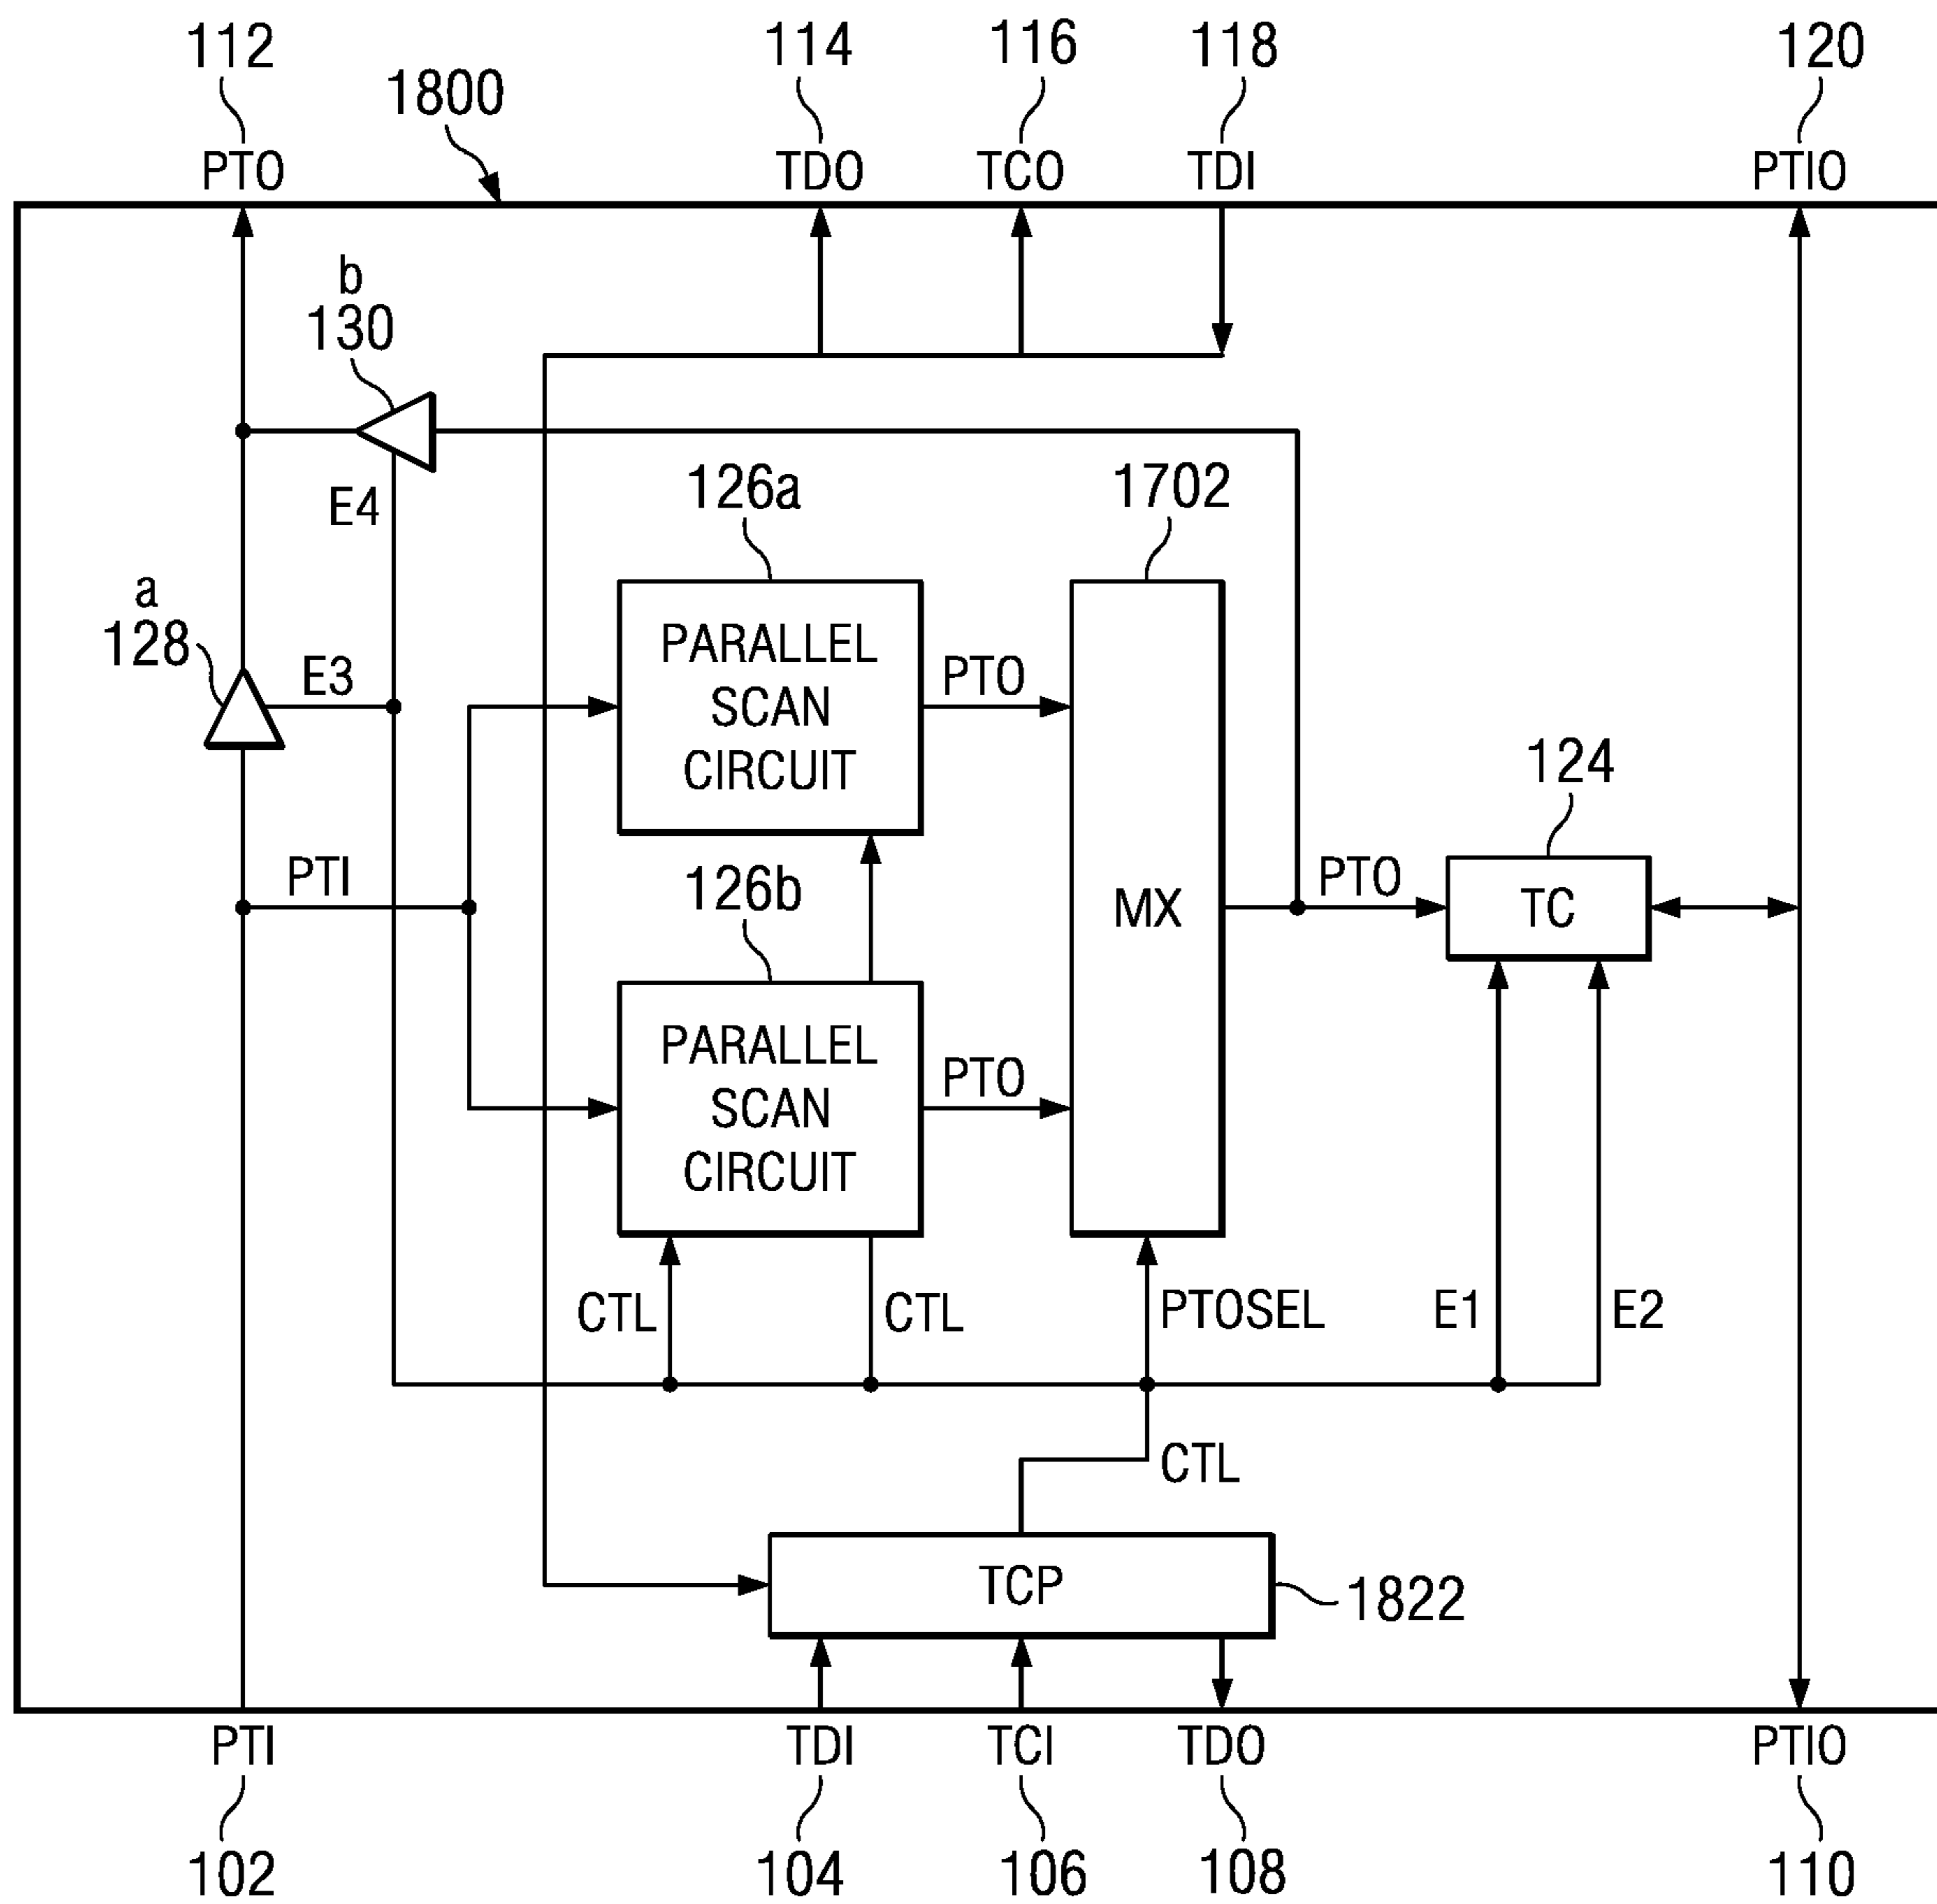 112
114
116
118
120
1800
PTO
TDO
TCO
TDI
PTIO
b
130
E4
126a
1702
a
128
E3
PARALLEL
SCAN
CIRCUIT
PTO
124
PTI
126b
MX
PTO
TC
PARALLEL
SCAN
CIRCUIT
PTO
CTL
CTL
PTOSEL
E1
E2
CTL
TCP
1822
PTI
TDI
TCI
TDO
PTIO
102
104
106
108
110